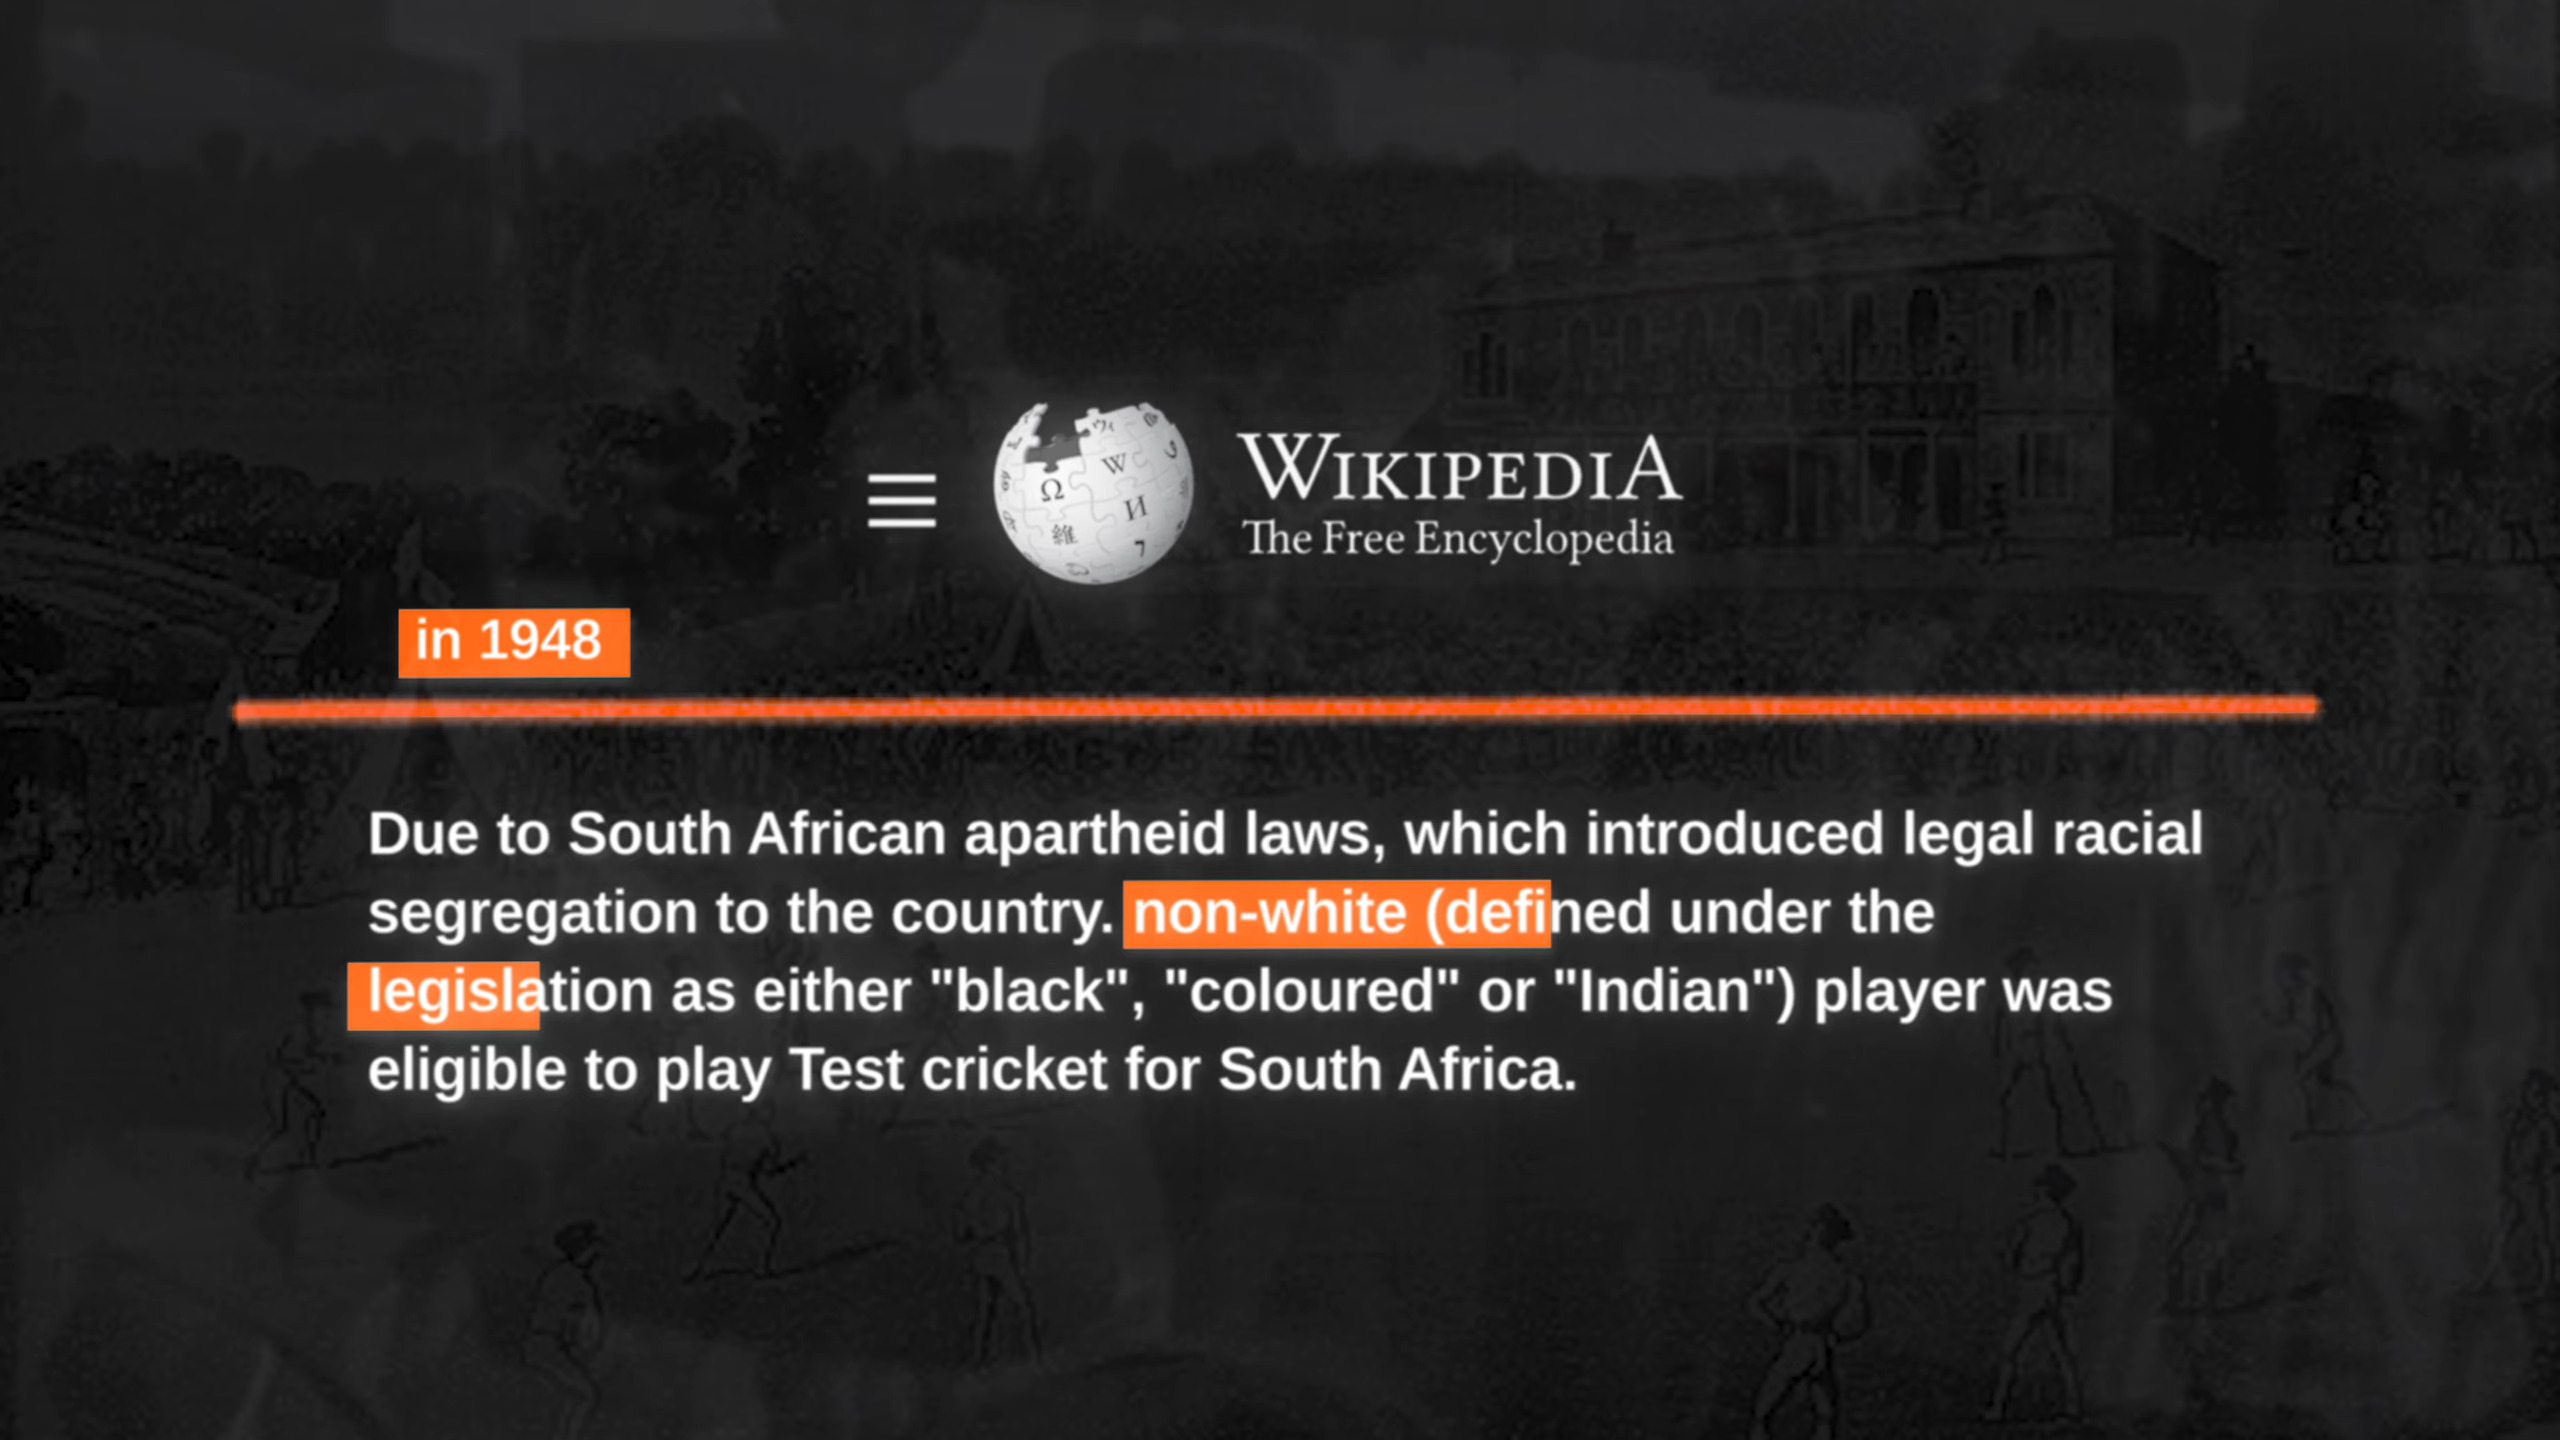 WIKIPEDIA
The Free Encyclopedia
in 1948
Due to South African apartheid laws, which introduced legal racial
segregation to the country. non-white (defined under the
legislation as either "black", "coloured" or "Indian") player was
eligible to play Test cricket for South Africa.